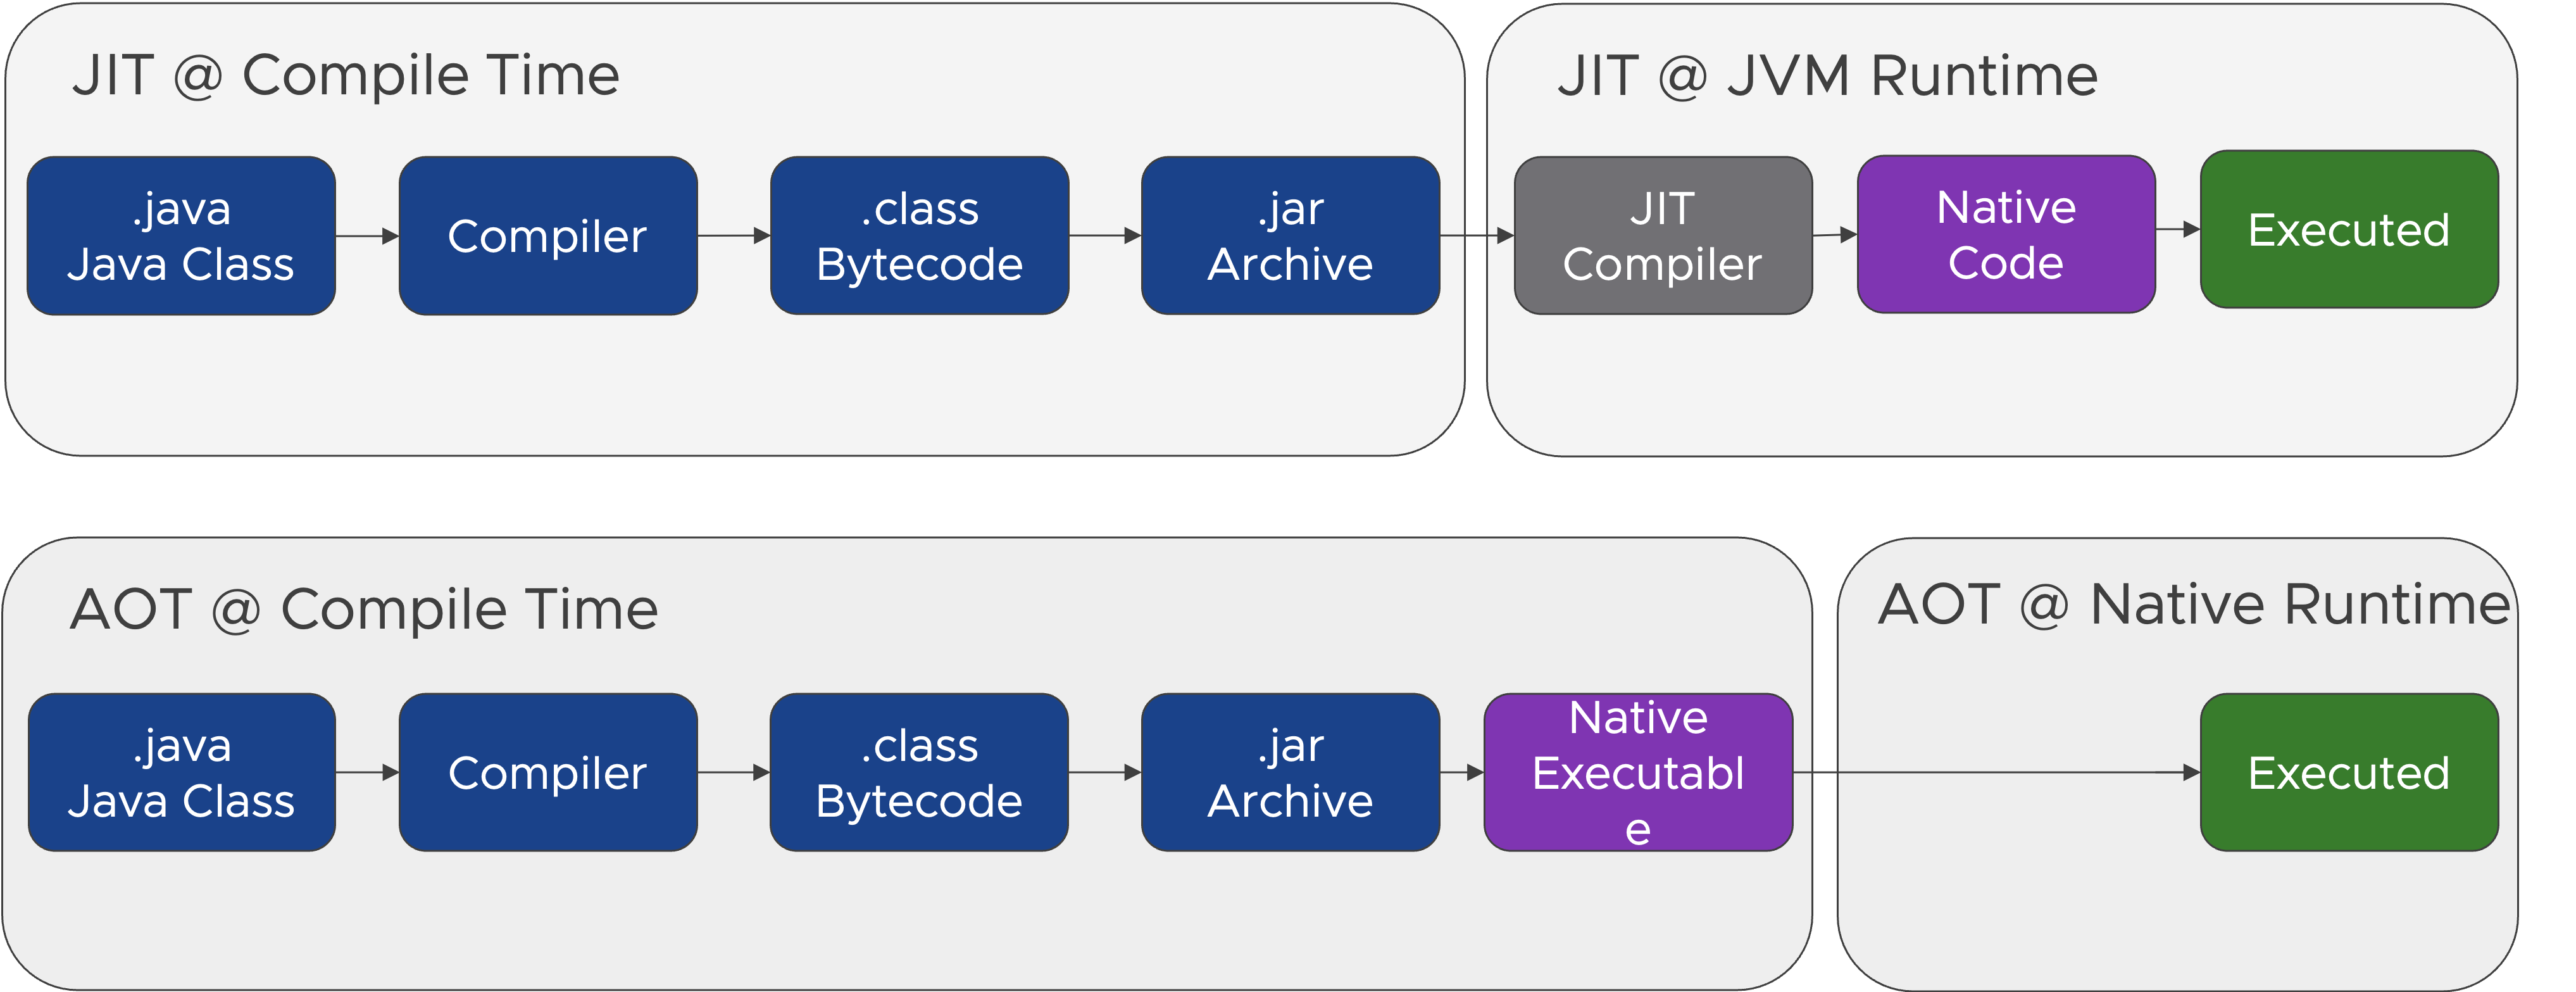 JIT @ Compile Time
.java
Java Class
Compiler
.class
Bytecode
.jar
Archive
JIT @ JVM Runtime
JIT
Compiler
Native
Code
Executed
AOT @ Compile Time
.java
Java Class
Compiler
.class
Bytecode
.jar
Archive
Native
Executabl
e
AOT @ Native Runtime
Executed